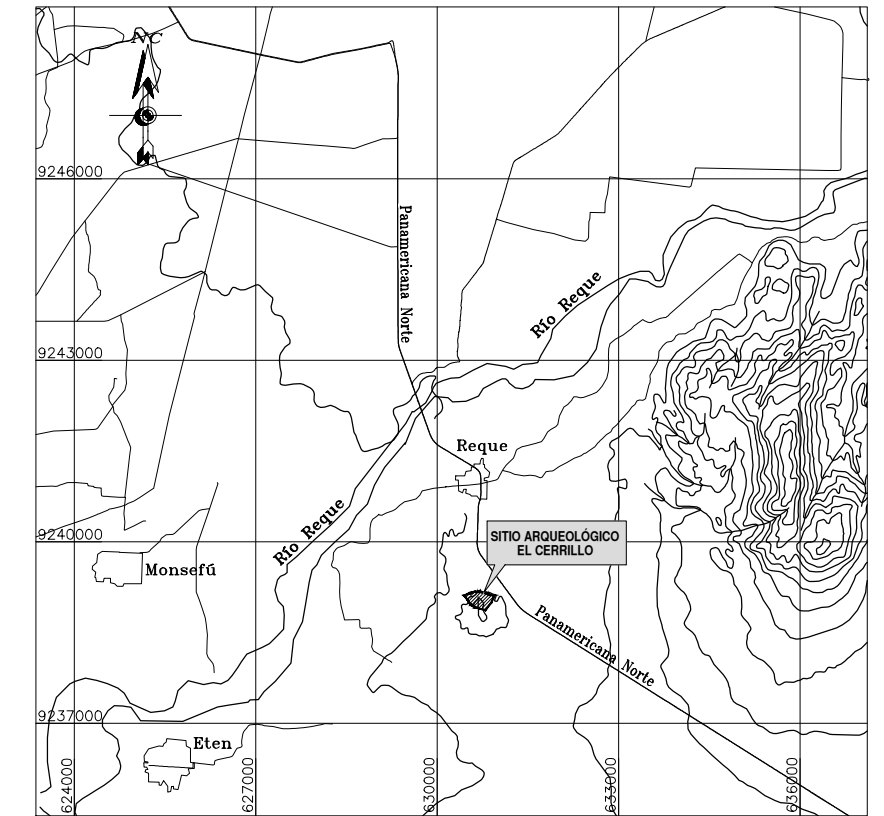 NC
9246000
Panamericana Norte
Río Reque
9243000
Reque
SITIO ARQUEOLÓGICO
EL CERRILLO
9240000
Río Reque
Monsefú
Panamericana Norte
9237000
Eten
624000
627000
630000
633000
636000